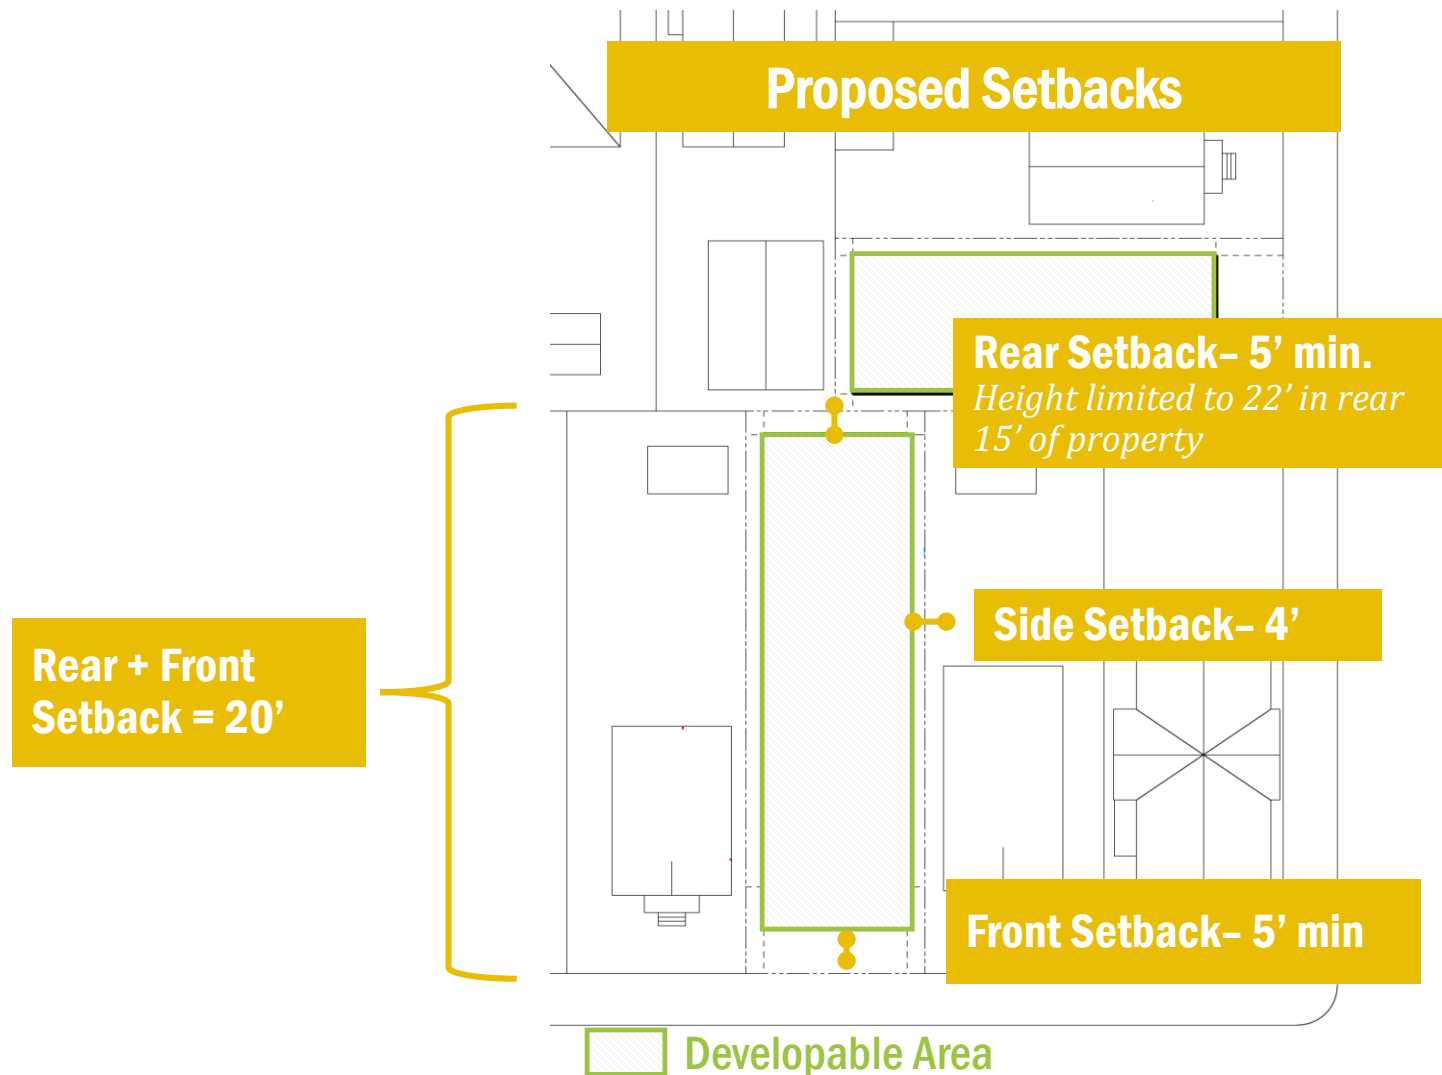 Proposed Setbacks
Rear Setback– 5’ min.
Height limited to 22’ in rear
15’ of property
Side Setback– 4’
Rear + Front
Setback = 20’
Front Setback– 5’ min
Developable Area